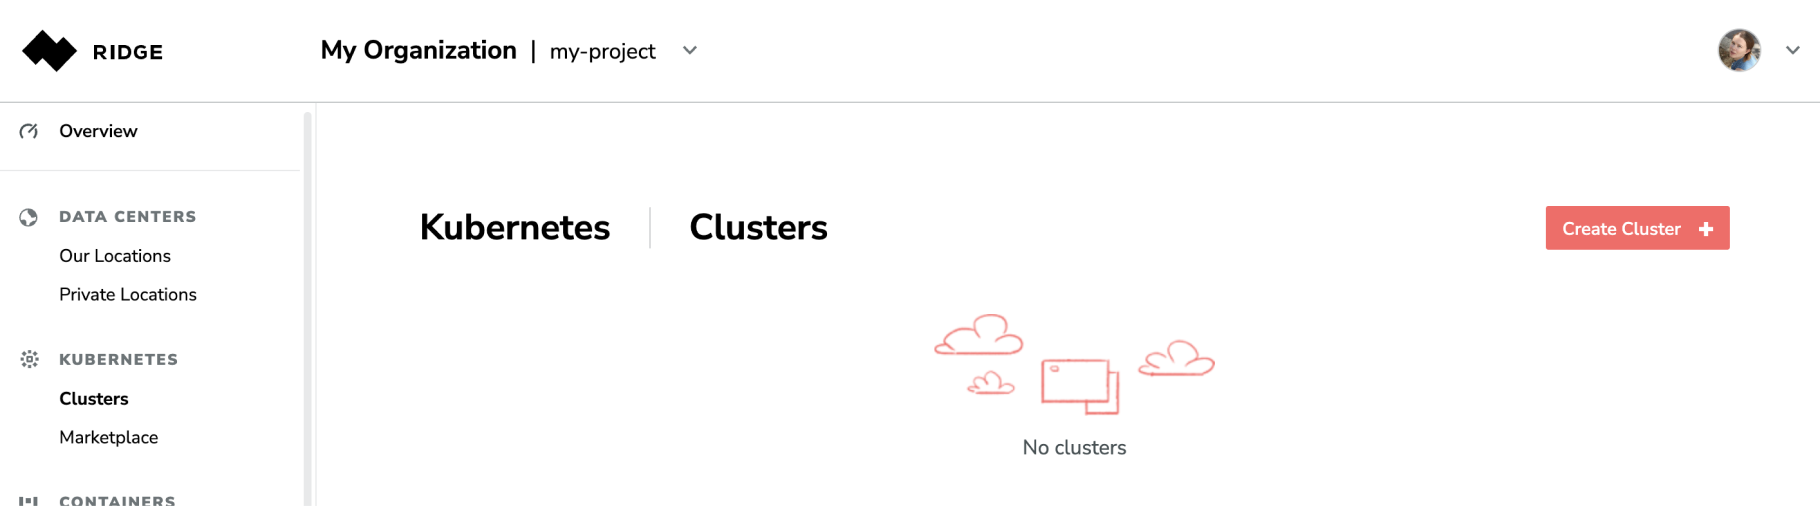 RIDGE
My Organization | my-project
Overview
DATA CENTERS
Our Locations
Private Locations
KUBERNETES
Clusters
Marketplace
CONTAINERS
Kubernetes
Clusters
Create Cluster +
No clusters